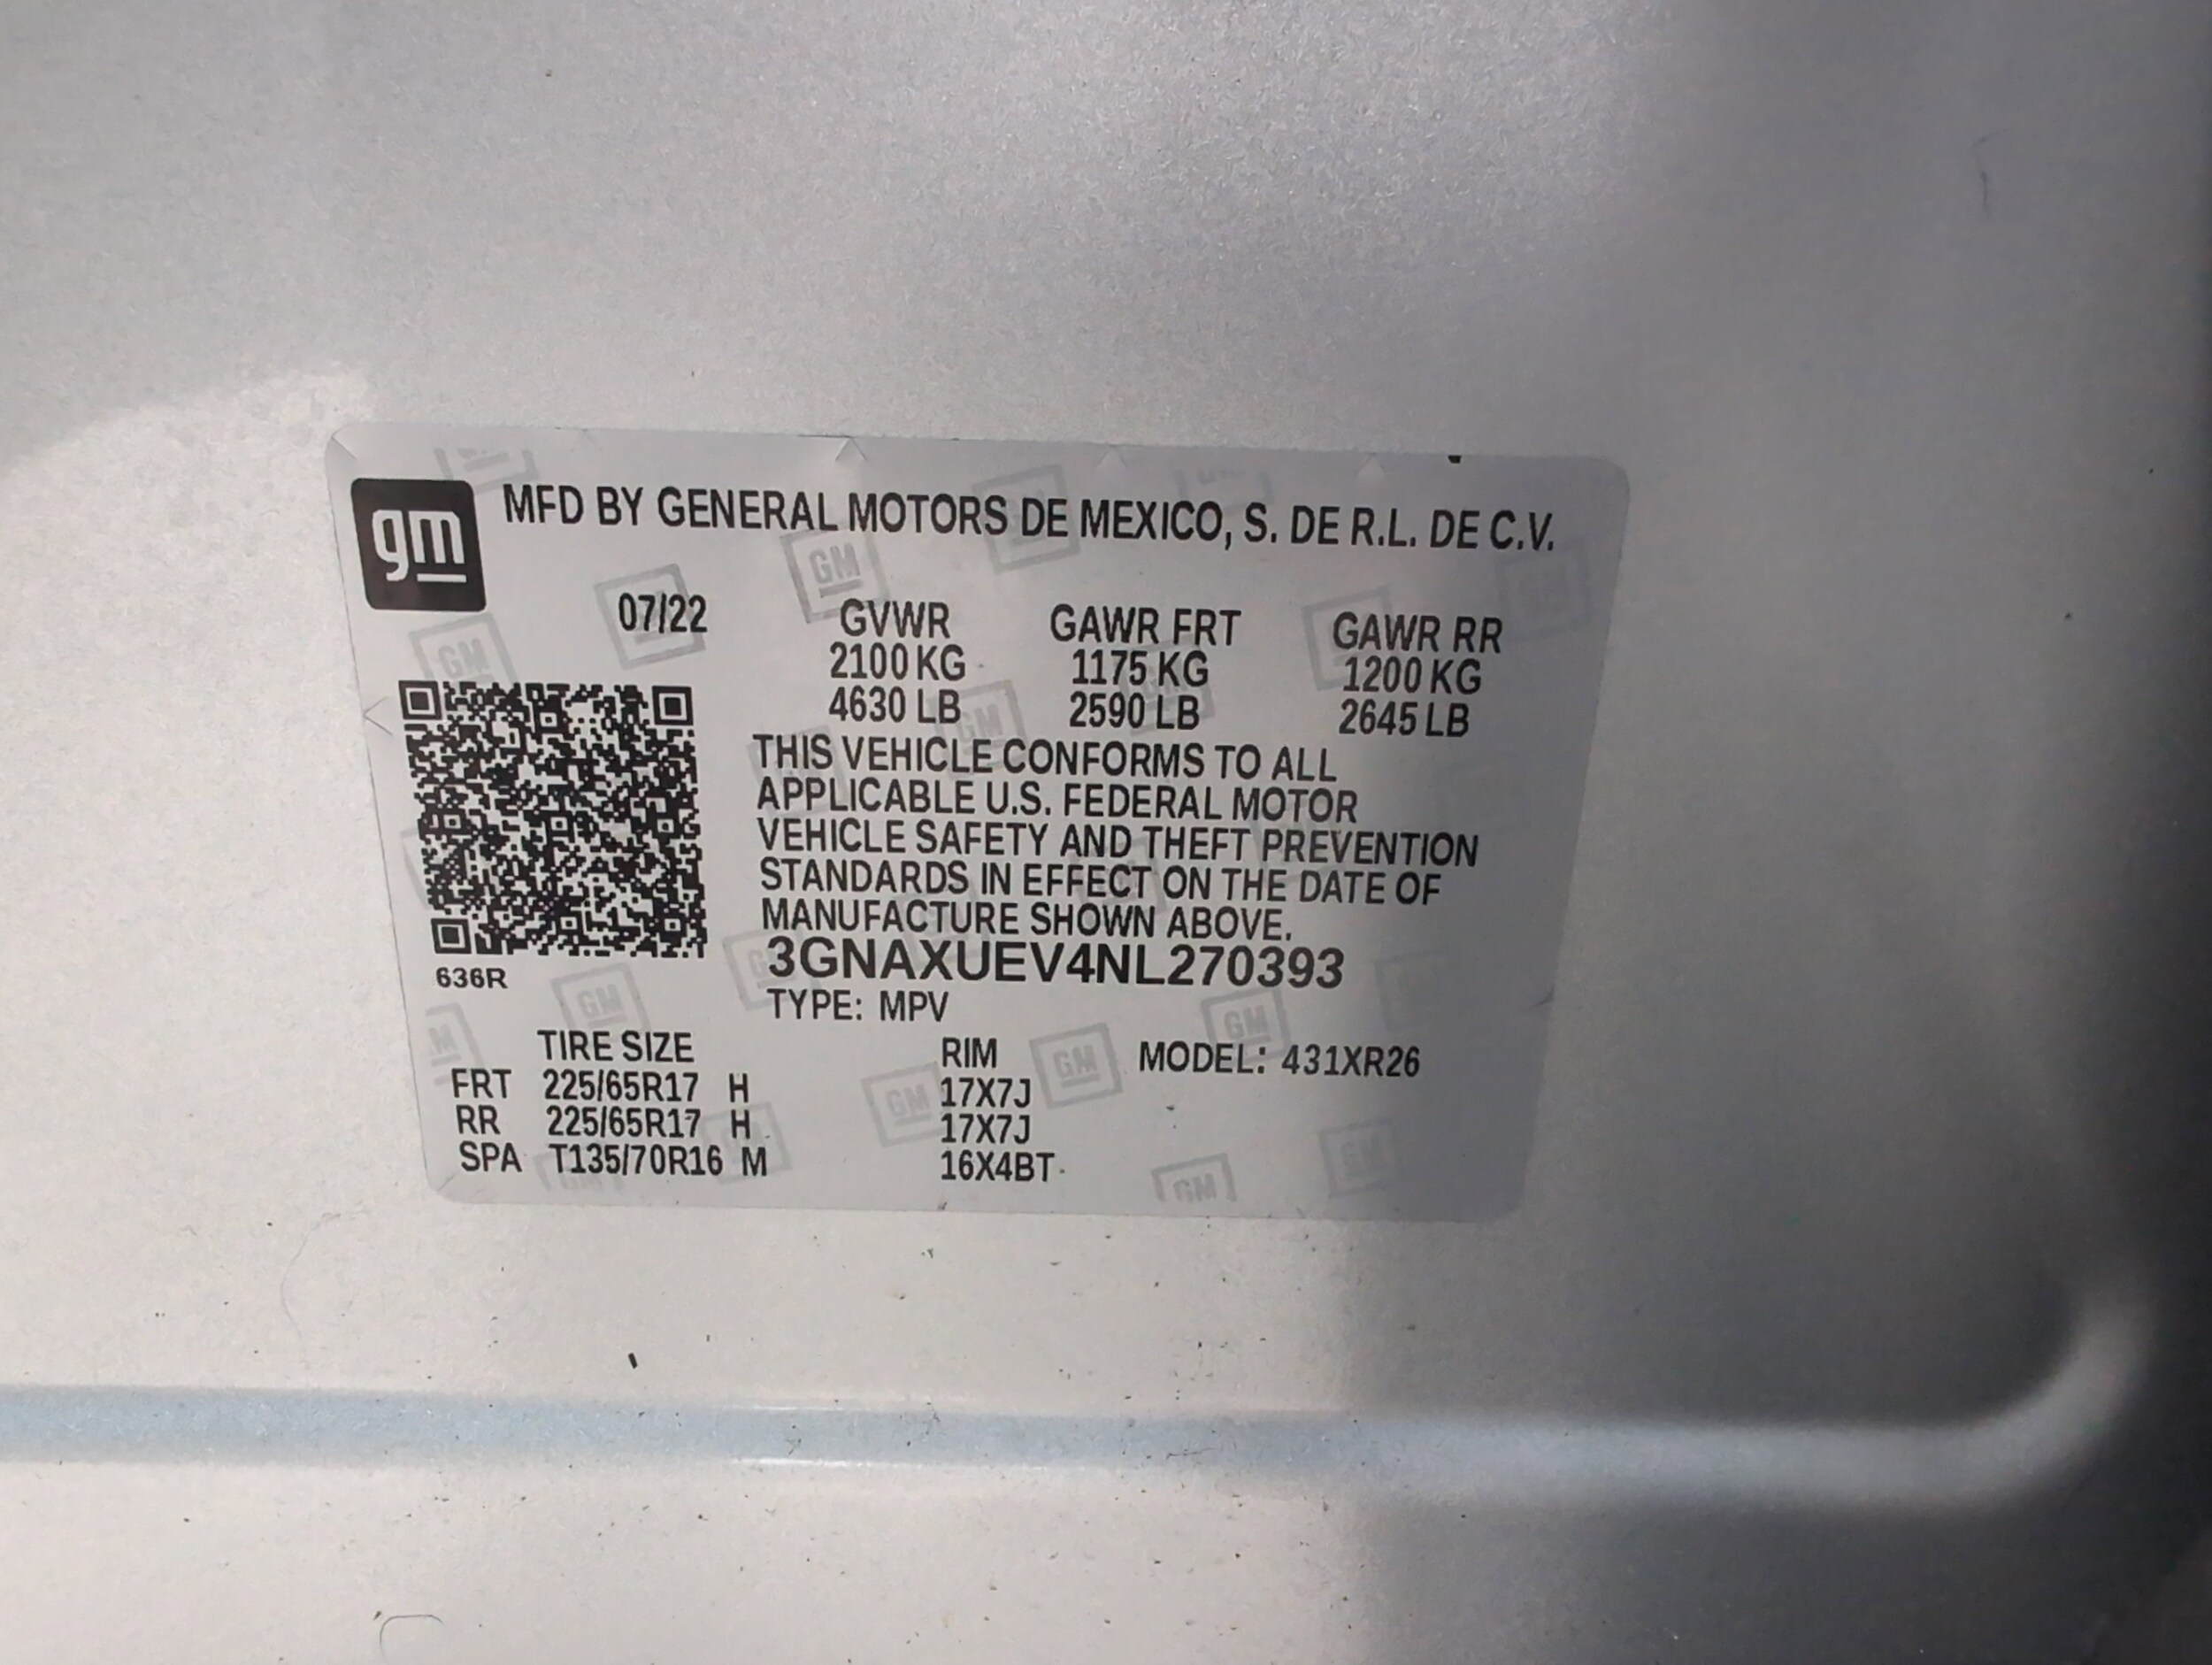 gm MFD BY GENERAL MOTORS DE MEXICO, S. DE R.L. DE C.V.
07/22 GVWR GAWR FRT GAWR RR
2100 KG 1175 KG 1200 KG
4630 LB 2590 LB 2645 LB
THIS VEHICLE CONFORMS TO ALL
APPLICABLE U.S. FEDERAL MOTOR
VEHICLE SAFETY AND THEFT PREVENTION
STANDARDS IN EFFECT ON THE DATE OF
MANUFACTURE SHOWN ABOVE.
3GNAXUEV4NL270393
636R
TYPE: MPV
TIRE SIZE RIM MODEL: 431XR26
FRT 225/65R17 H 17X7J
RR 225/65R17 H 17X7J
SPA T135/70R16 M 16X4BT